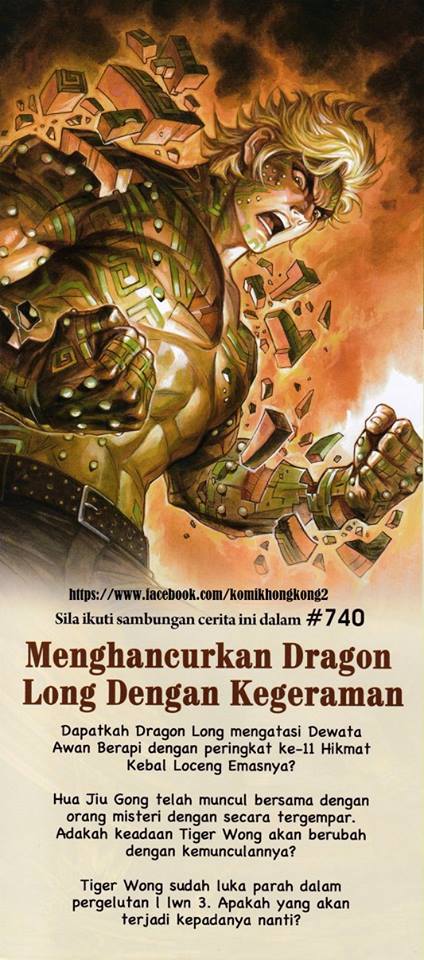 https://www.facebook.com/komikhongkong2
Sila ikuti sambungan cerita ini dalam #740
Menghancurkan Dragon
Long Dengan Kegeraman
Dapatkah Dragon Long mengatasi Dewata
Awan Berapi dengan peringkat ke-11 Hikmat
Kebal Loceng Emasnya?
Hua Jiu Gong telah muncul bersama dengan
orang misteri dengan secara tergempar.
Adakah keadaan Tiger Wong akan berubah
dengan kemunculannya?
Tiger Wong sudah luka parah dalam
pergelutan 1 lwn 3. Apakah yang akan
terjadi kepadanya nanti?